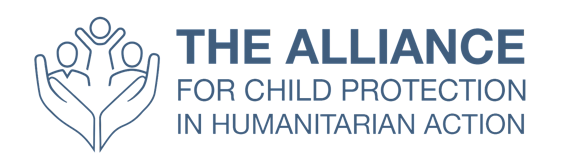 THE ALLIANCE
FOR CHILD PROTECTION
IN HUMANITARIAN ACTION